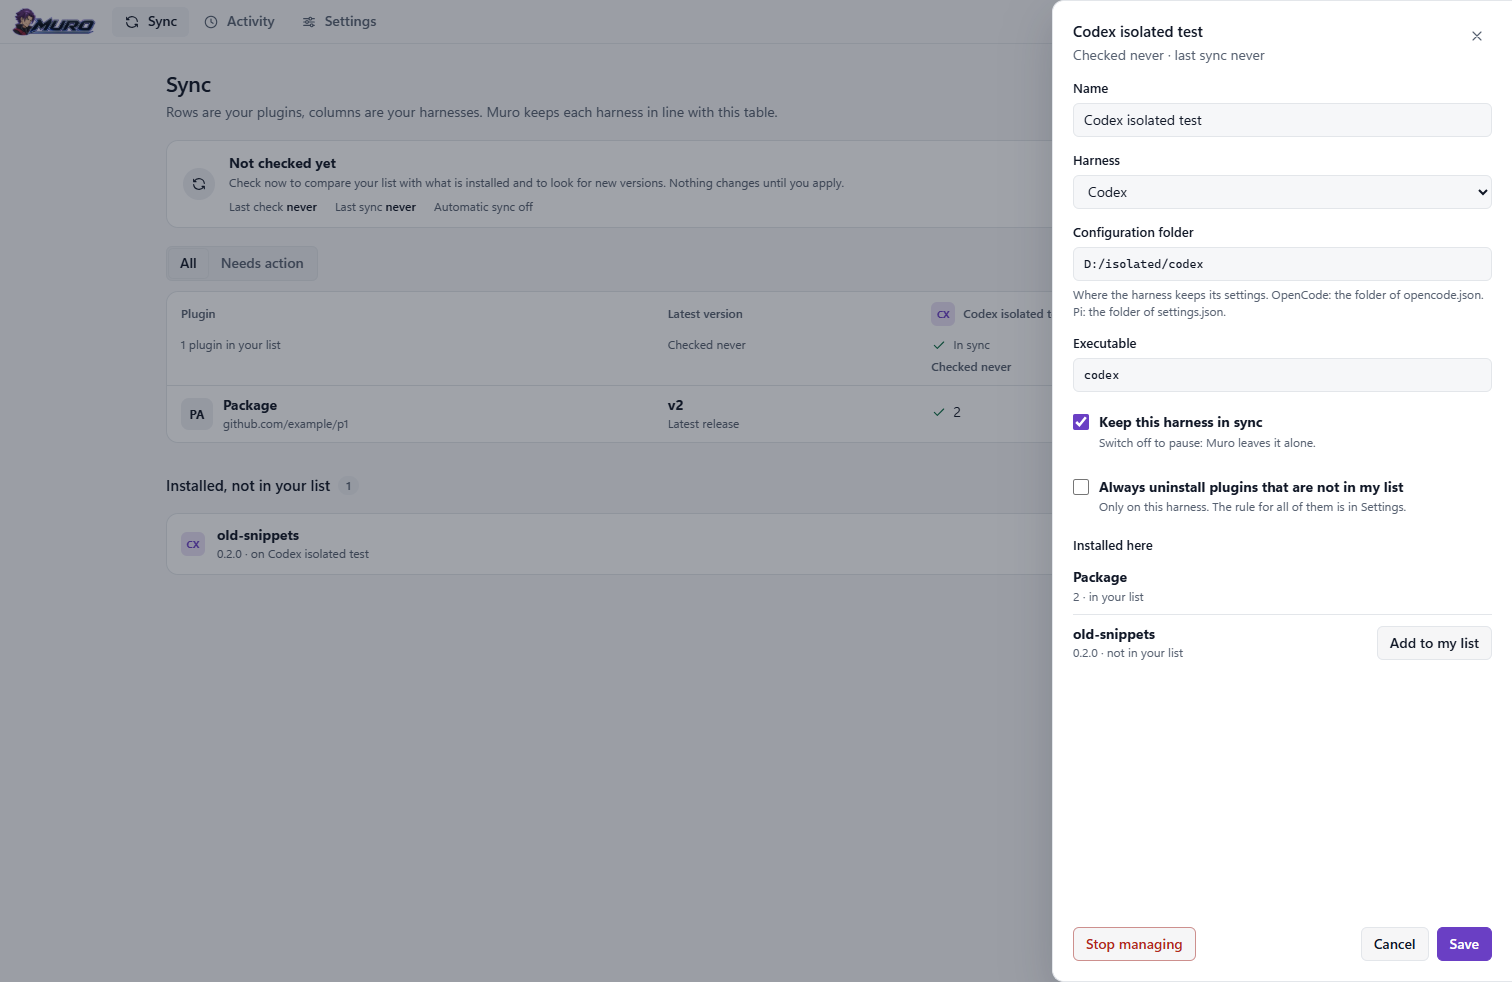 MURO
Sync
Activity
Settings
Sync
Rows are your plugins, columns are your harnesses. Muro keeps each harness in line with this table.
Not checked yet
Check now to compare your list with what is installed and to look for new versions. Nothing changes until you apply.
Last check never
Last sync never
Automatic sync off
All
Needs action
Plugin
Latest version
CX
Codex isolated t
1 plugin in your list
Checked never
In sync
Checked never
PA
Package
github.com/example/p1
v2
Latest release
2
Installed, not in your list
1
CX
old-snippets
0.2.0 · on Codex isolated test
Codex isolated test
Checked never · last sync never
Name
Codex isolated test
Harness
Codex
Configuration folder
D:/isolated/codex
Where the harness keeps its settings. OpenCode: the folder of opencode.json.
Pi: the folder of settings.json.
Executable
codex
Keep this harness in sync
Switch off to pause: Muro leaves it alone.
Always uninstall plugins that are not in my list
Only on this harness. The rule for all of them is in Settings.
Installed here
Package
2 · in your list
old-snippets
0.2.0 · not in your list
Add to my list
Stop managing
Cancel
Save